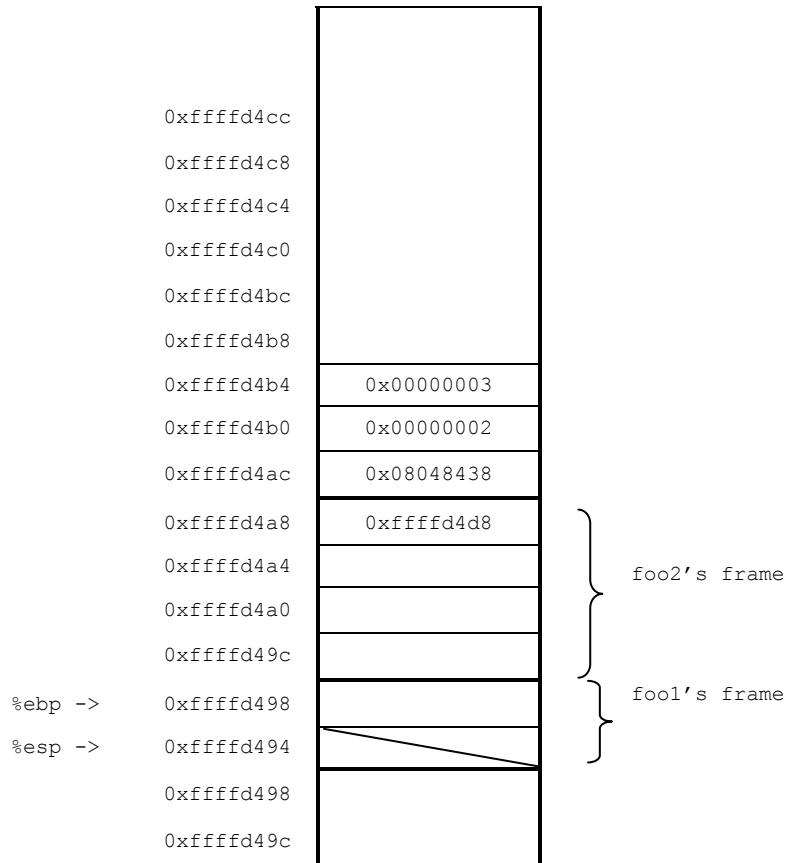 0xffffd4cc
0xffffd4c8
0xffffd4c4
0xffffd4c0
0xffffd4bc
0xffffd4b8
0xffffd4b4 0x00000003
0xffffd4b0 0x00000002
0xffffd4ac 0x08048438
0xffffd4a8 0xffffd4d8
0xffffd4a4
foo2’s frame
0xffffd4a0
0xffffd49c
foo1’s frame
%ebp -> 0xffffd498
%esp -> 0xffffd494
0xffffd498
0xffffd49c